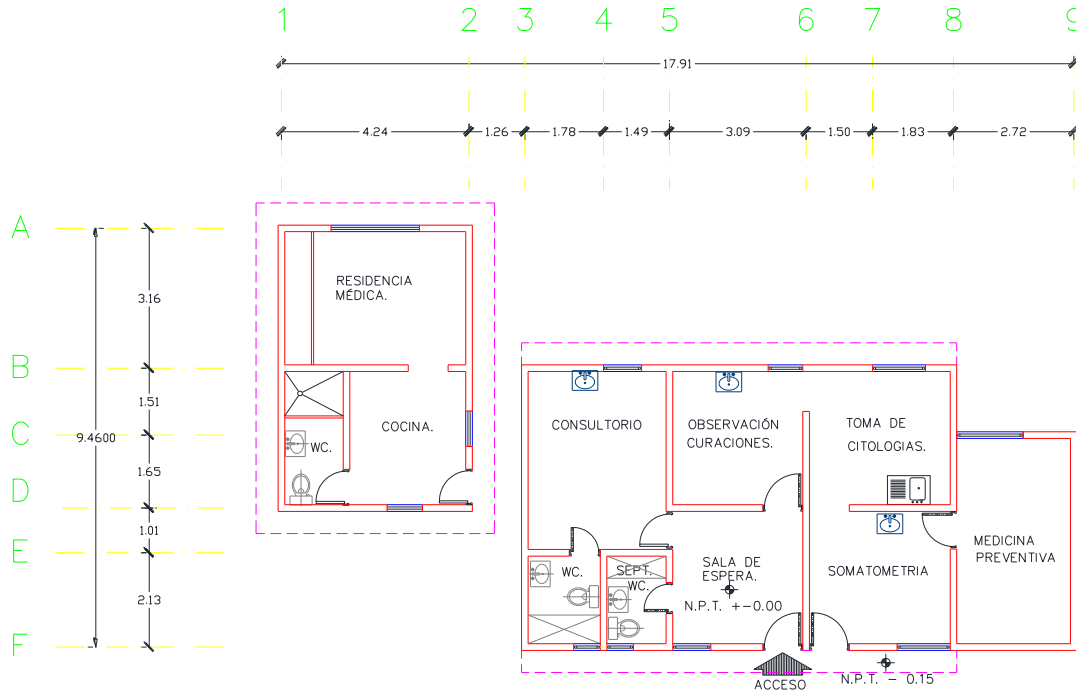 1 2 3 4 5 6 7 8 9
17.91
4.24 1.26 1.78 1.49 3.09 1.50 1.83 2.72
A
B
C
D
E
F
9.4600
3.16
1.51
1.65
1.01
2.13
RESIDENCIA
MÉDICA.
COCINA.
WC.
CONSULTORIO
OBSERVACIÓN
CURACIONES.
TOMA DE
CITOLOGIAS.
MEDICINA
PREVENTIVA
SOMATOMETRIA
SALA DE
ESPERA.
N.P.T. +-0.00
WC.
SEPT.
WC.
ACCESO
N.P.T. - 0.15